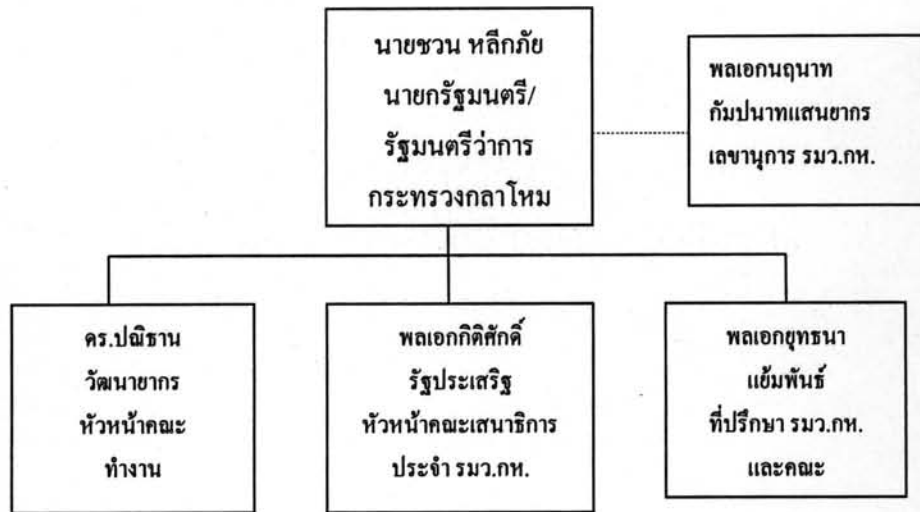 นายชวน หลีกภัย
นายกรัฐมนตรี/
รัฐมนตรีว่าการ
กระทรวงกลาโหม
พลเอกนฤนาท
กัมปนาทแสนยากร
เลขานุการ รมว.กห.
ดร.ปณิธาน
วัฒนายากร
หัวหน้าคณะ
ทำงาน
พลเอกกิติศักดิ์
รัฐประเสริฐ
หัวหน้าคณะเสนาธิการ
ประจำ รมว.กห.
พลเอกยุทธนา
แย้มพันธ์
ที่ปรึกษา รมว.กห.
และคณะ